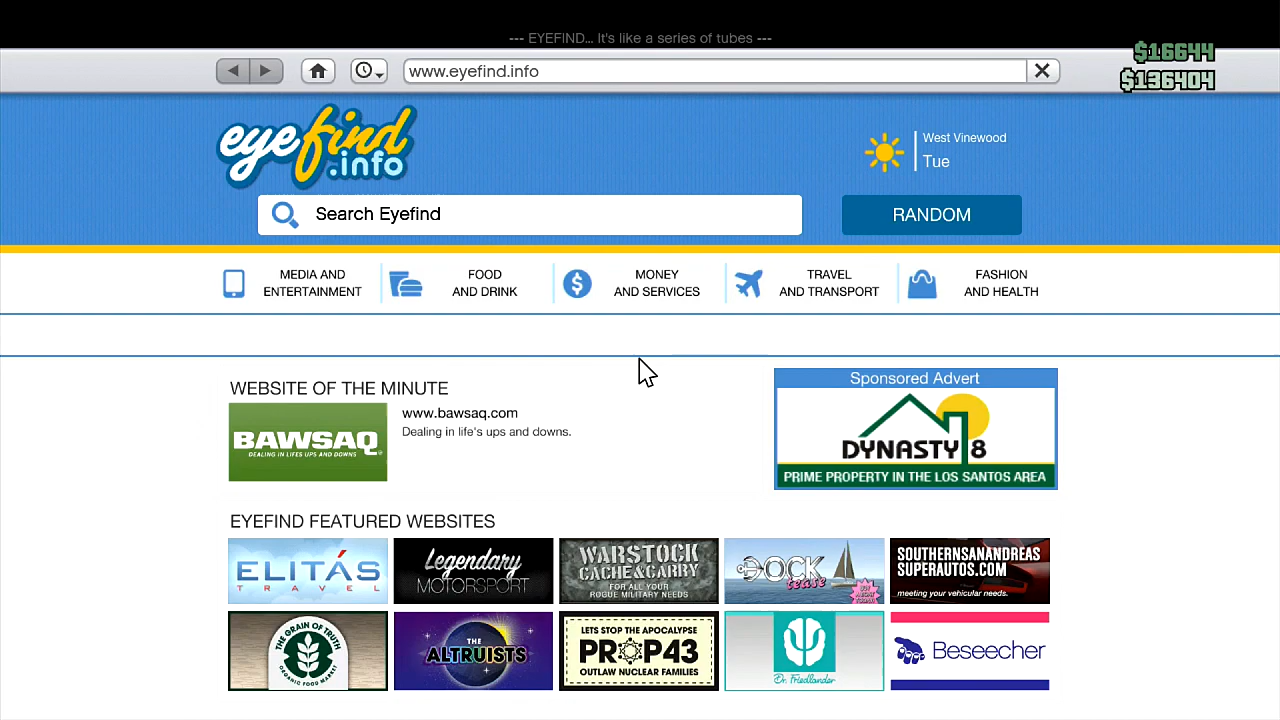 --- EYEFIND... It's like a series of tubes ---
$16644
www.eyefind.info
$136404
eyefind
.info
West Vinewood
Tue
Search Eyefind
RANDOM
MEDIA AND
ENTERTAINMENT
FOOD
AND DRINK
MONEY
AND SERVICES
TRAVEL
AND TRANSPORT
FASHION
AND HEALTH
WEBSITE OF THE MINUTE
BAWSAQ
DEALING IN LIFES UPS AND DOWNS
www.bawsaq.com
Dealing in life's ups and downs.
Sponsored Advert
DYNASTY 8
PRIME PROPERTY IN THE LOS SANTOS AREA
EYEFIND FEATURED WEBSITES
ELITÁS
TRAVEL
Legendary
MOTORSPORT
WARSTOCK
CACHE & CARRY
FOR ALL YOUR
ROGUE MILITARY NEEDS
DOCK
tease
SOUTHERNSANANDREAS
SUPERAUTOS.COM
meeting your vehicular needs.
THE GRAIN OF TRUTH
ORGANIC FOOD MARKET
THE
ALTRUISTS
LETS STOP THE APOCALYPSE
PROP43
OUTLAW NUCLEAR FAMILIES
Dr. Friedlander
Beseecher